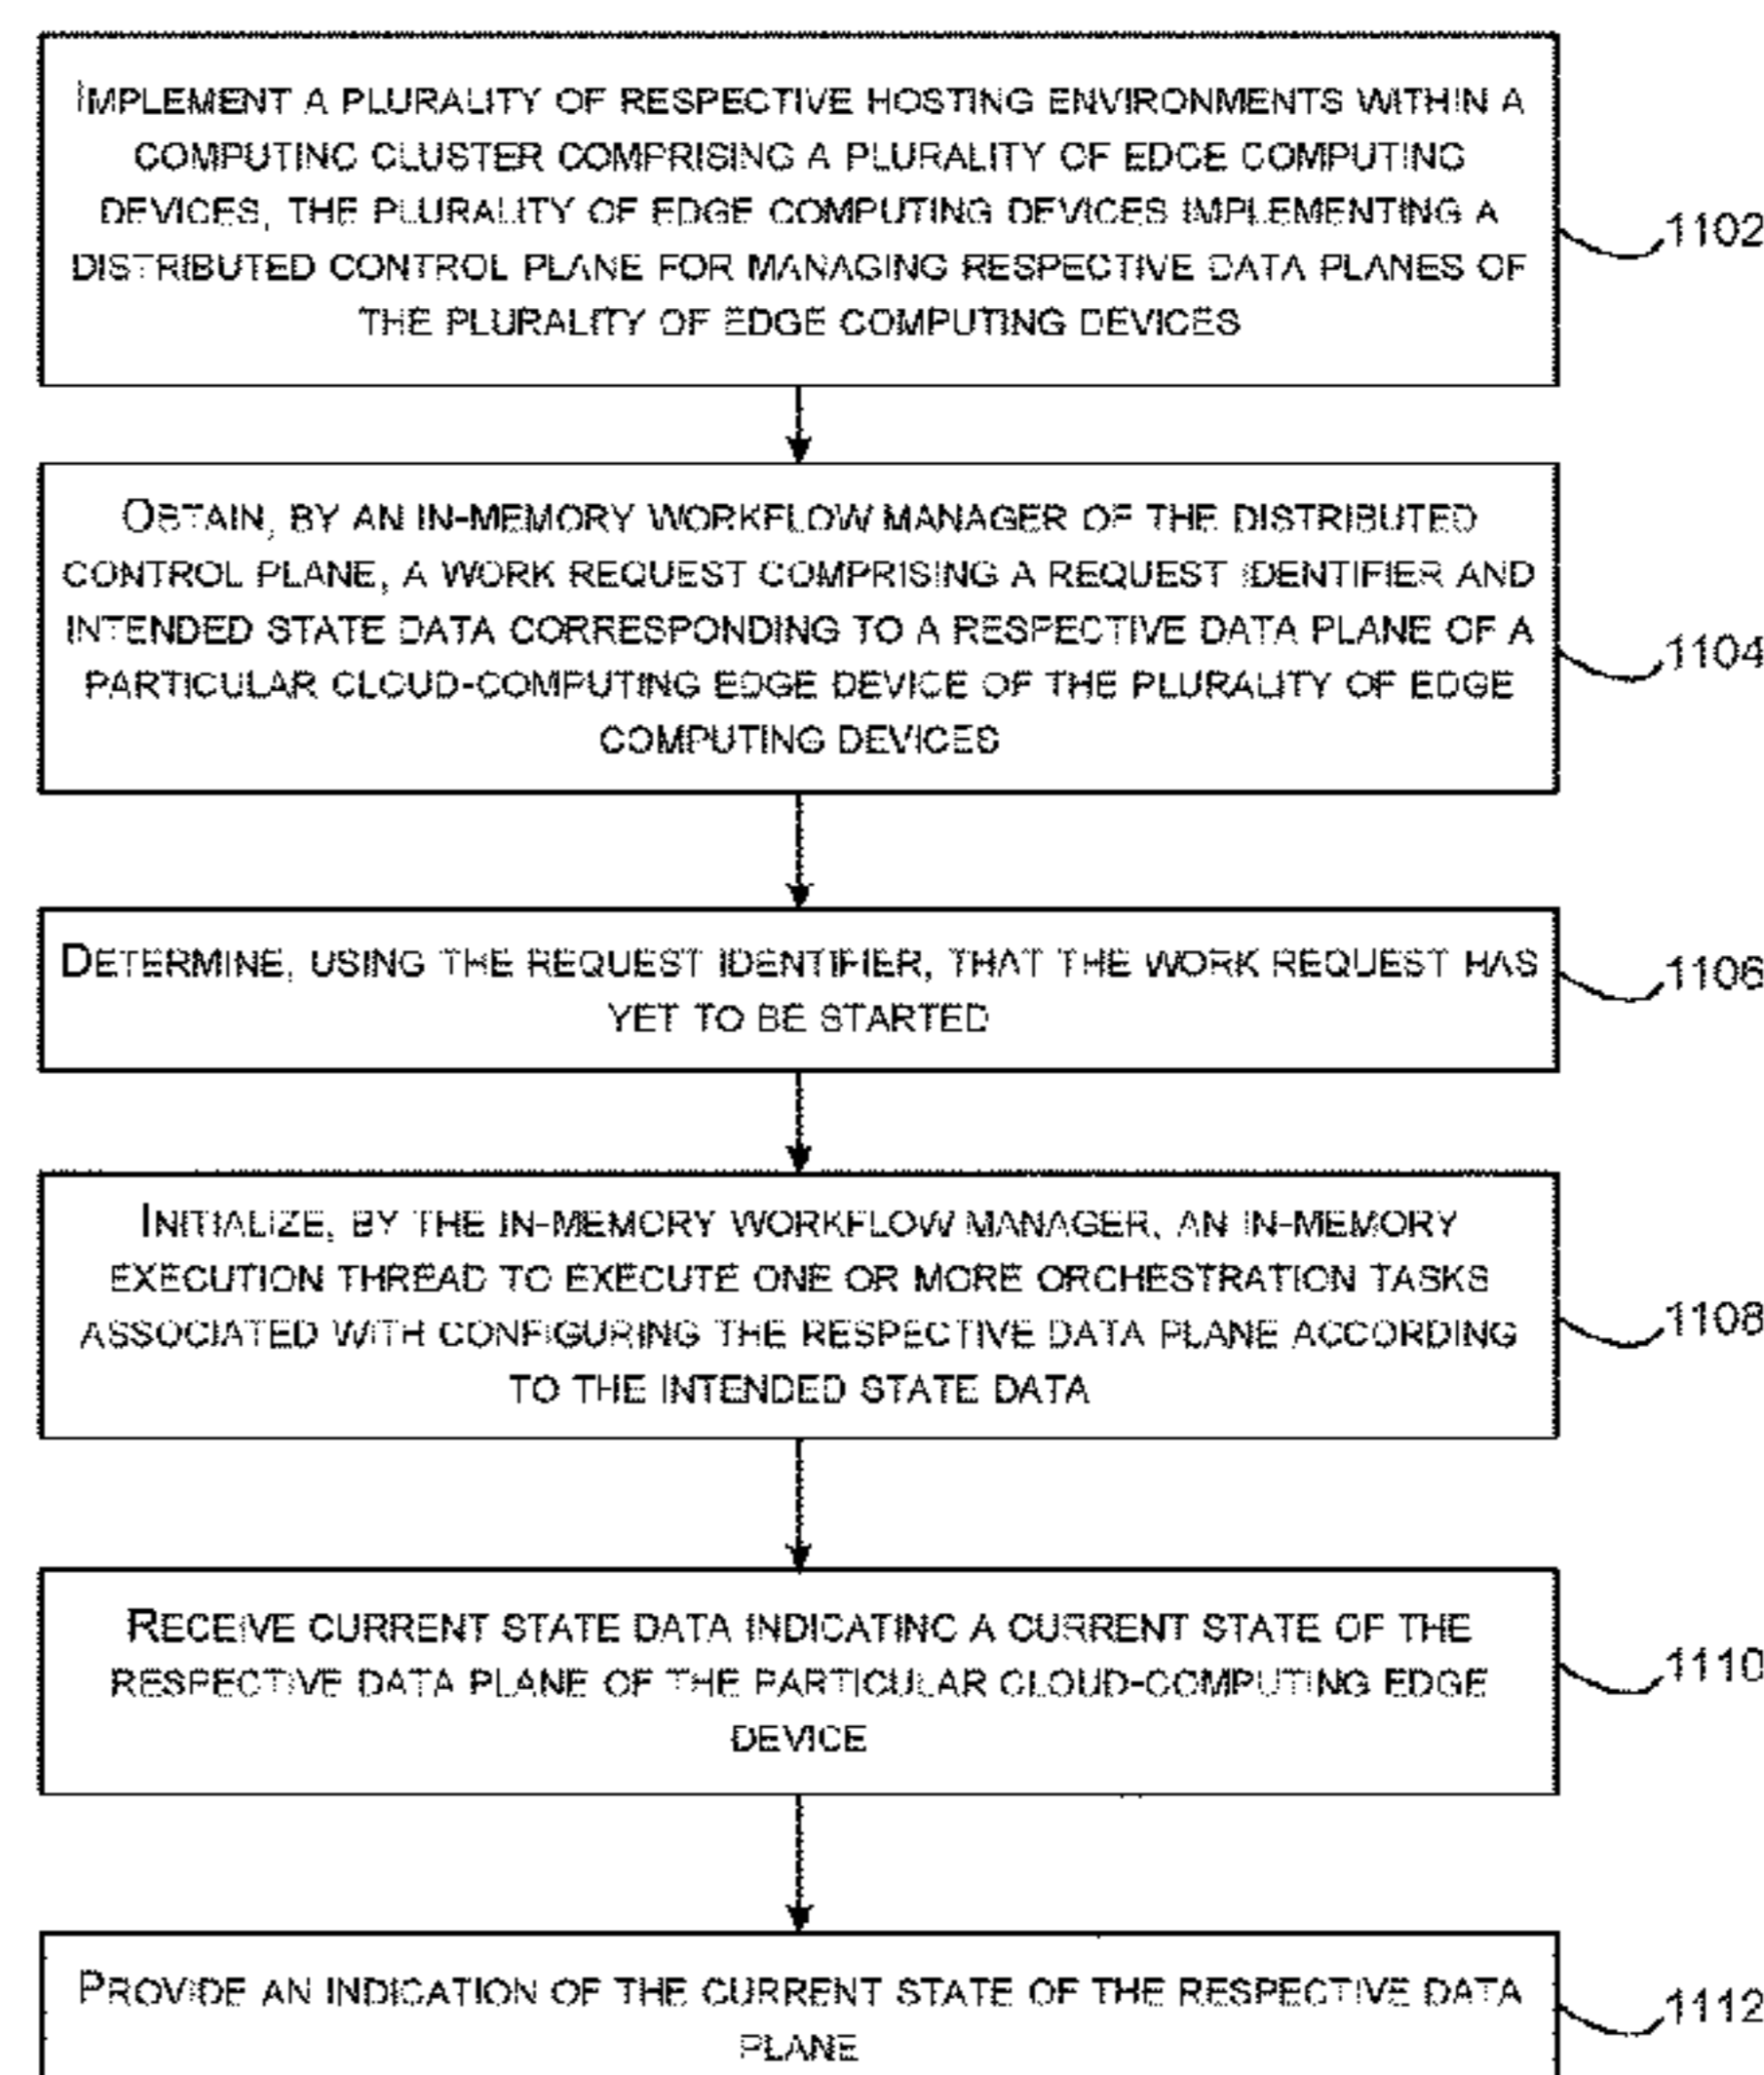 IMPLEMENT A PLURALITY OF RESPECTIVE HOSTING ENVIRONMENTS WITHIN A
COMPUTING CLUSTER COMPRISING A PLURALITY OF EDGE COMPUTING
DEVICES, THE PLURALITY OF EDGE COMPUTING DEVICES IMPLEMENTING A
DISTRIBUTED CONTROL PLANE FOR MANAGING RESPECTIVE DATA PLANES OF
THE PLURALITY OF EDGE COMPUTING DEVICES
1102
OBTAIN, BY AN IN-MEMORY WORKFLOW MANAGER OF THE DISTRIBUTED
CONTROL PLANE, A WORK REQUEST COMPRISING A REQUEST IDENTIFIER AND
INTENDED STATE DATA CORRESPONDING TO A RESPECTIVE DATA PLANE OF A
PARTICULAR CLOUD-COMPUTING EDGE DEVICE OF THE PLURALITY OF EDGE
COMPUTING DEVICES
1104
DETERMINE, USING THE REQUEST IDENTIFIER, THAT THE WORK REQUEST HAS
YET TO BE STARTED
1106
INITIALIZE, BY THE IN-MEMORY WORKFLOW MANAGER, AN IN-MEMORY
EXECUTION THREAD TO EXECUTE ONE OR MORE ORCHESTRATION TASKS
ASSOCIATED WITH CONFIGURING THE RESPECTIVE DATA PLANE ACCORDING
TO THE INTENDED STATE DATA
1108
RECEIVE CURRENT STATE DATA INDICATING A CURRENT STATE OF THE
RESPECTIVE DATA PLANE OF THE PARTICULAR CLOUD-COMPUTING EDGE
DEVICE
1110
PROVIDE AN INDICATION OF THE CURRENT STATE OF THE RESPECTIVE DATA
PLANE
1112